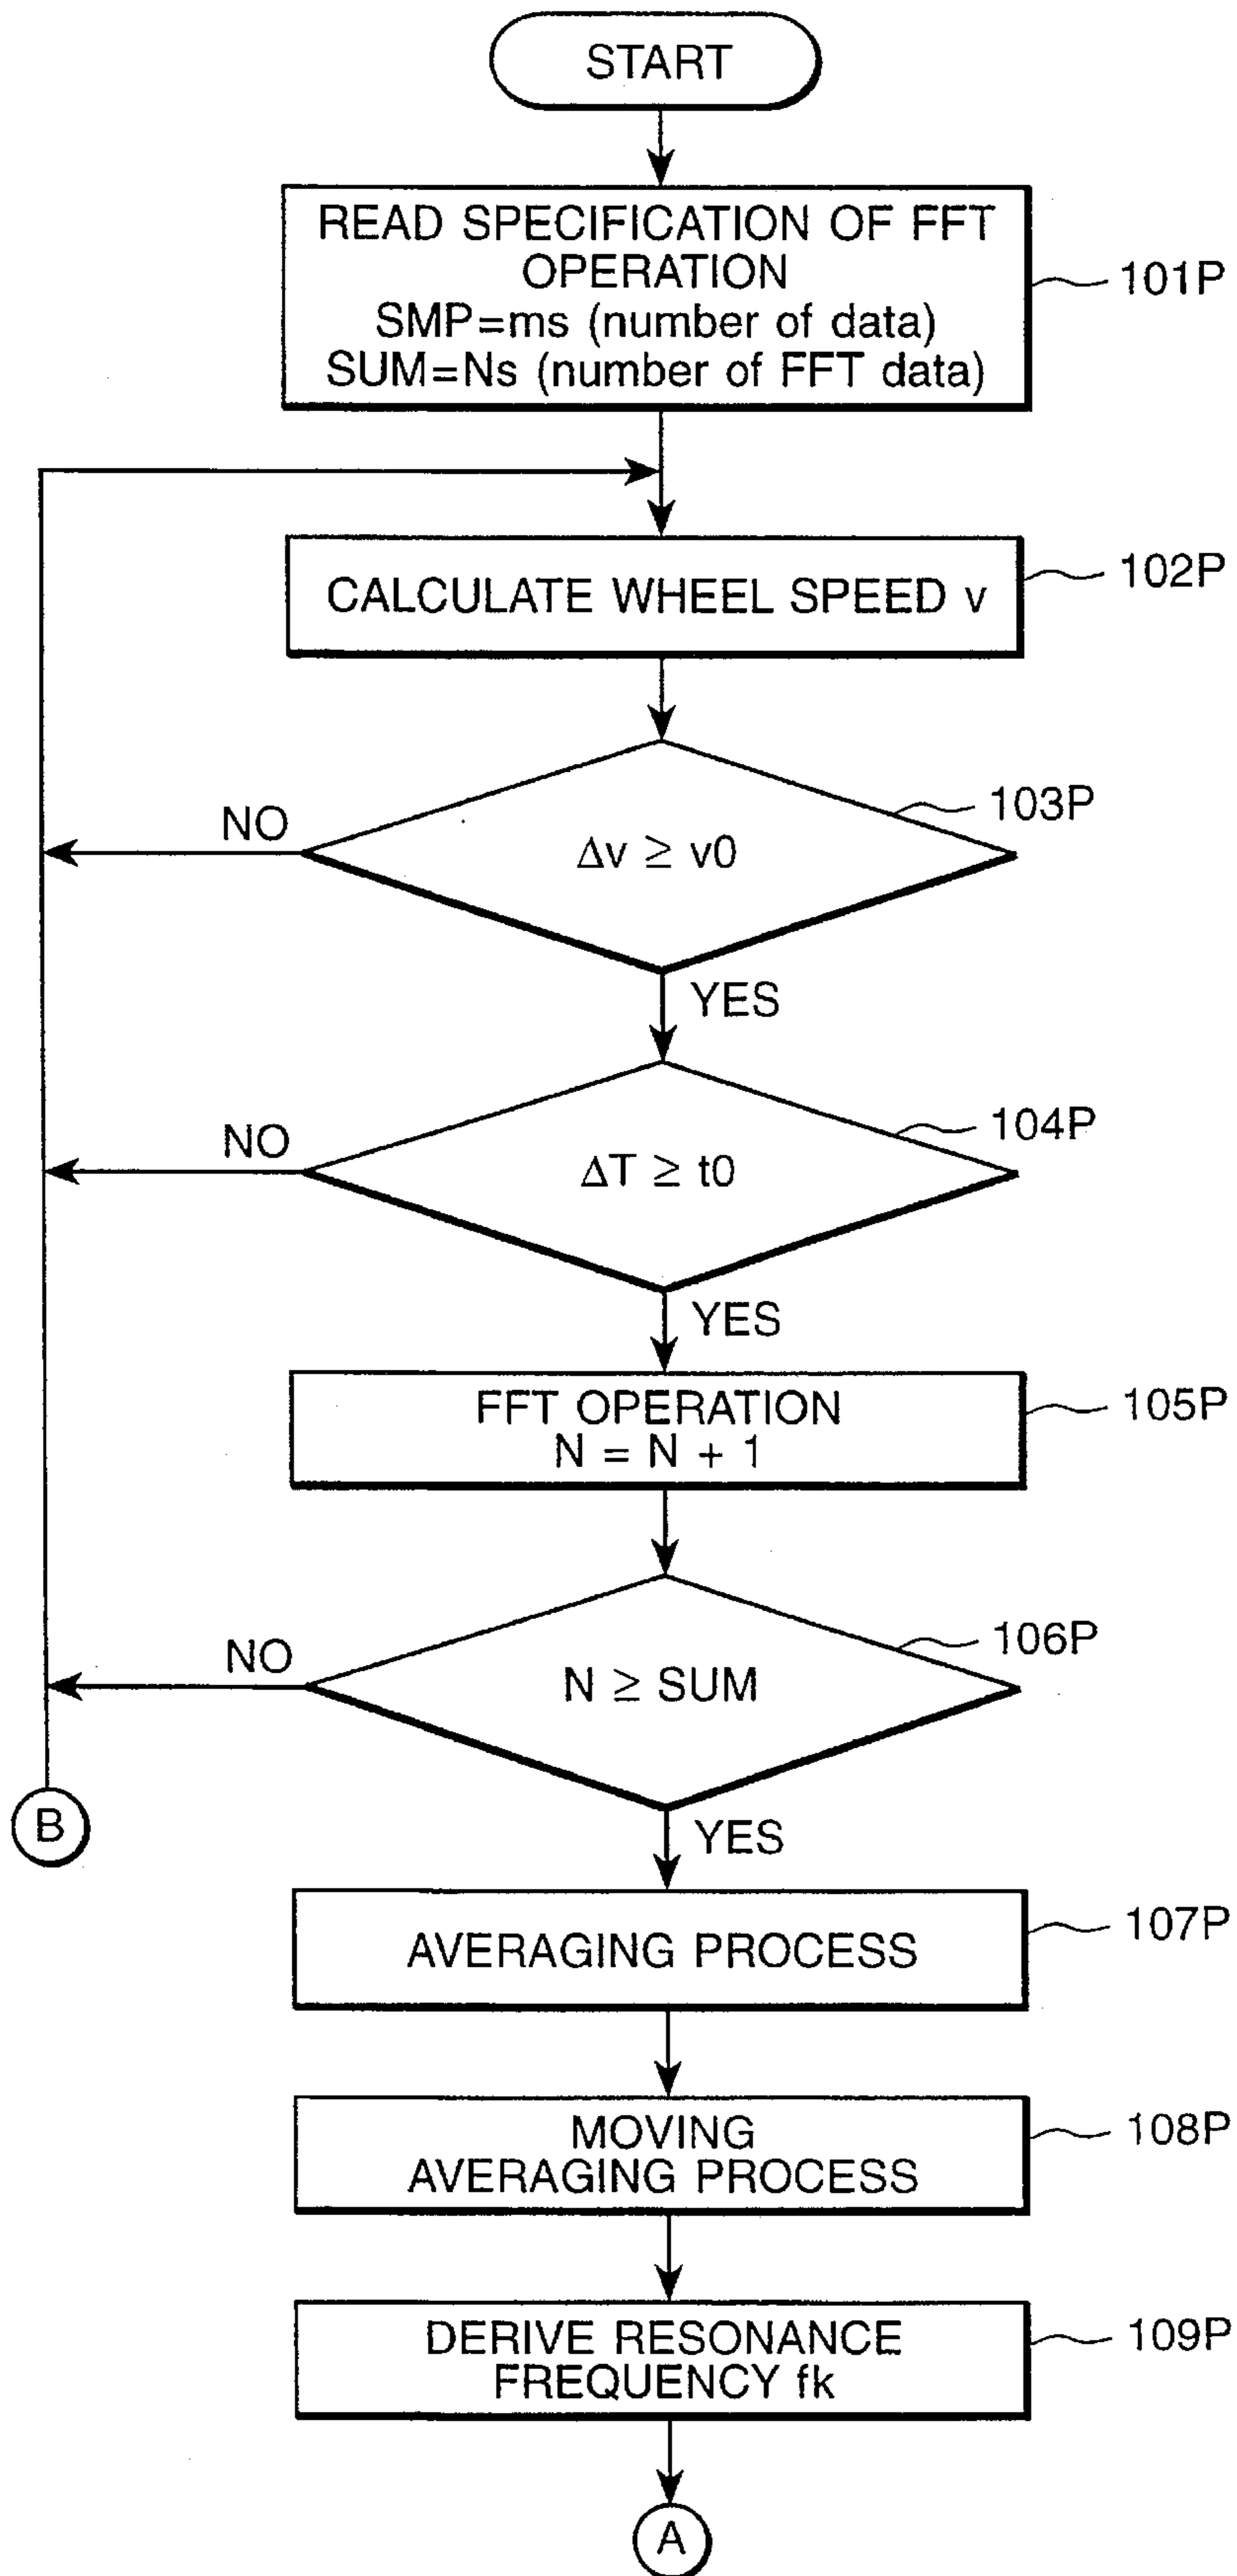 START
READ SPECIFICATION OF FFT
OPERATION
SMP=ms (number of data)
SUM=Ns (number of FFT data)
101P
CALCULATE WHEEL SPEED v
102P
103P
NO
Δv ≥ v0
YES
104P
NO
ΔT ≥ t0
YES
FFT OPERATION
N = N + 1
105P
106P
NO
N ≥ SUM
B
YES
AVERAGING PROCESS
107P
MOVING
AVERAGING PROCESS
108P
DERIVE RESONANCE
FREQUENCY fk
109P
A